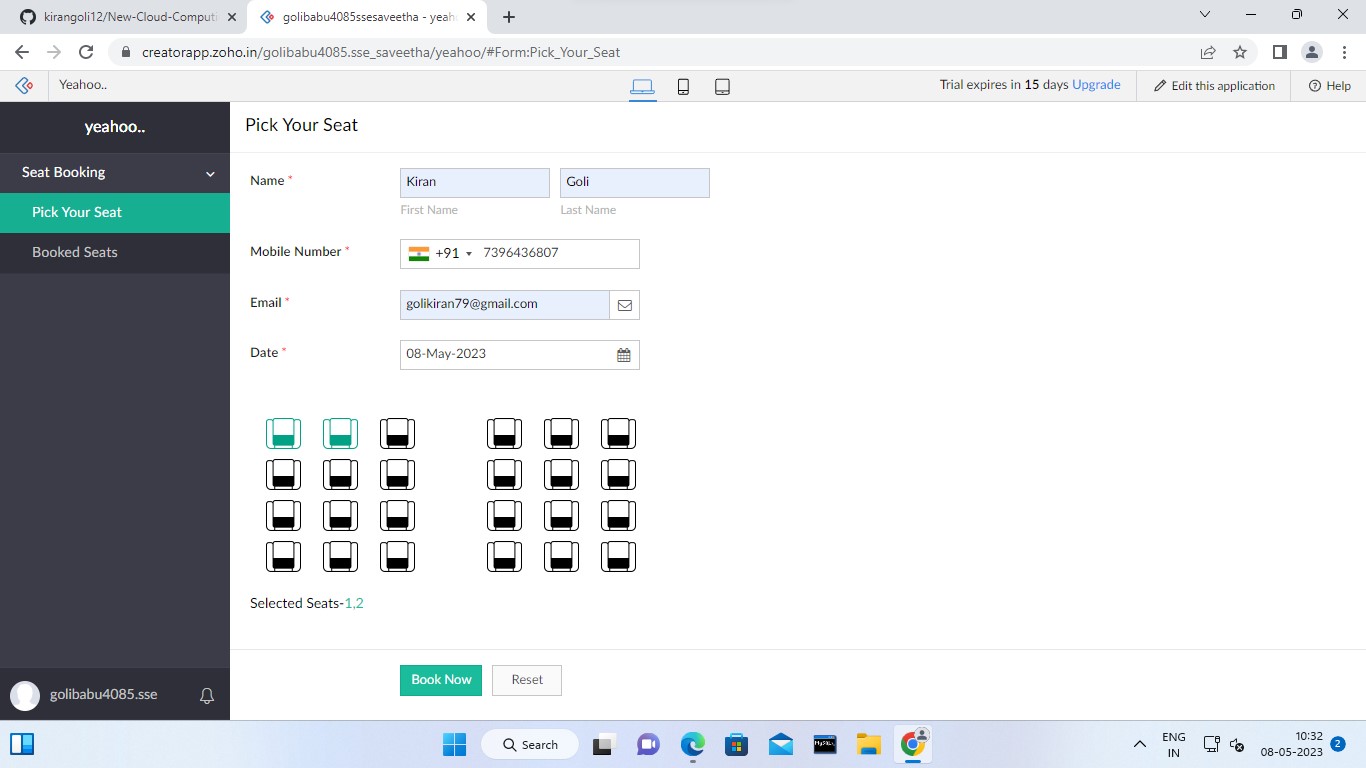 kirangoli12/New-Cloud-Computi
golibabu4085ssesaveetha - yeaho
creatorapp.zoho.in/golibabu4085.sse_saveetha/yeahoo/#Form:Pick_Your_Seat
Yeahoo.. Trial expires in 15 days Upgrade Edit this application Help
yeahoo..
Seat Booking
Pick Your Seat
Booked Seats
golibabu4085.sse
Pick Your Seat
Name * Kiran Goli
First Name Last Name
Mobile Number * +91 7396436807
Email * golikiran79@gmail.com
Date * 08-May-2023
Selected Seats-1,2
Book Now Reset
Search
MySQL
ENG
IN
10:32
08-05-2023
2